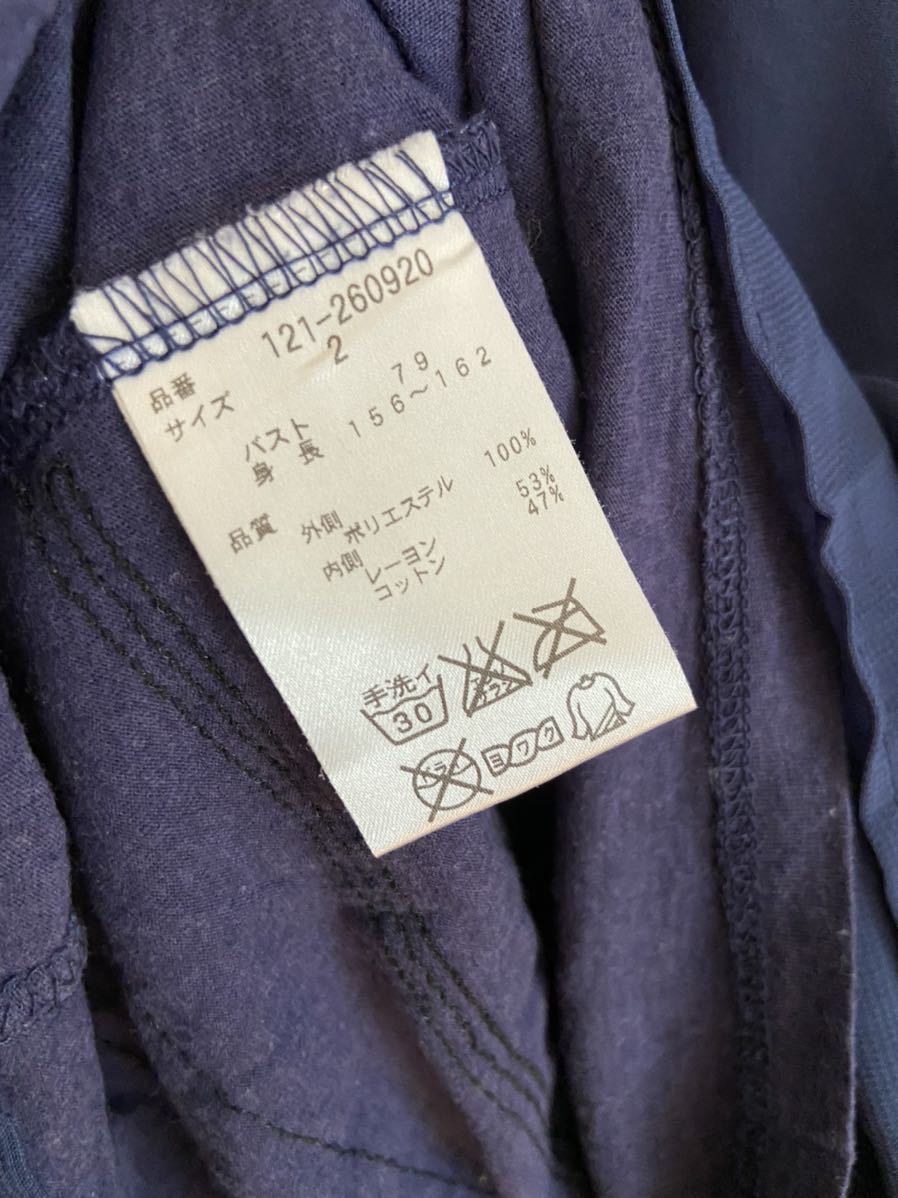 品番 121-260920
サイズ 2
バスト 79
身長 156~162
品質 外側
ポリエステル 100%
内側
レーヨン 53%
コットン 47%
手洗イ
30
ヨワク